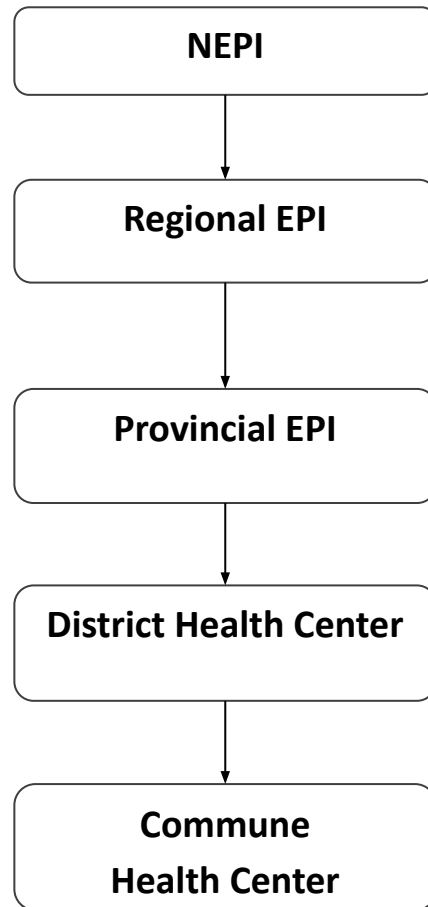 NEPI
Regional EPI
Provincial EPI
District Health Center
Commune
Health Center